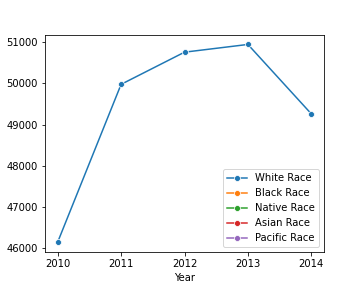 51000
50000
49000
48000
47000
46000
White Race
Black Race
Native Race
Asian Race
Pacific Race
2010 2011 2012 2013 2014
Year